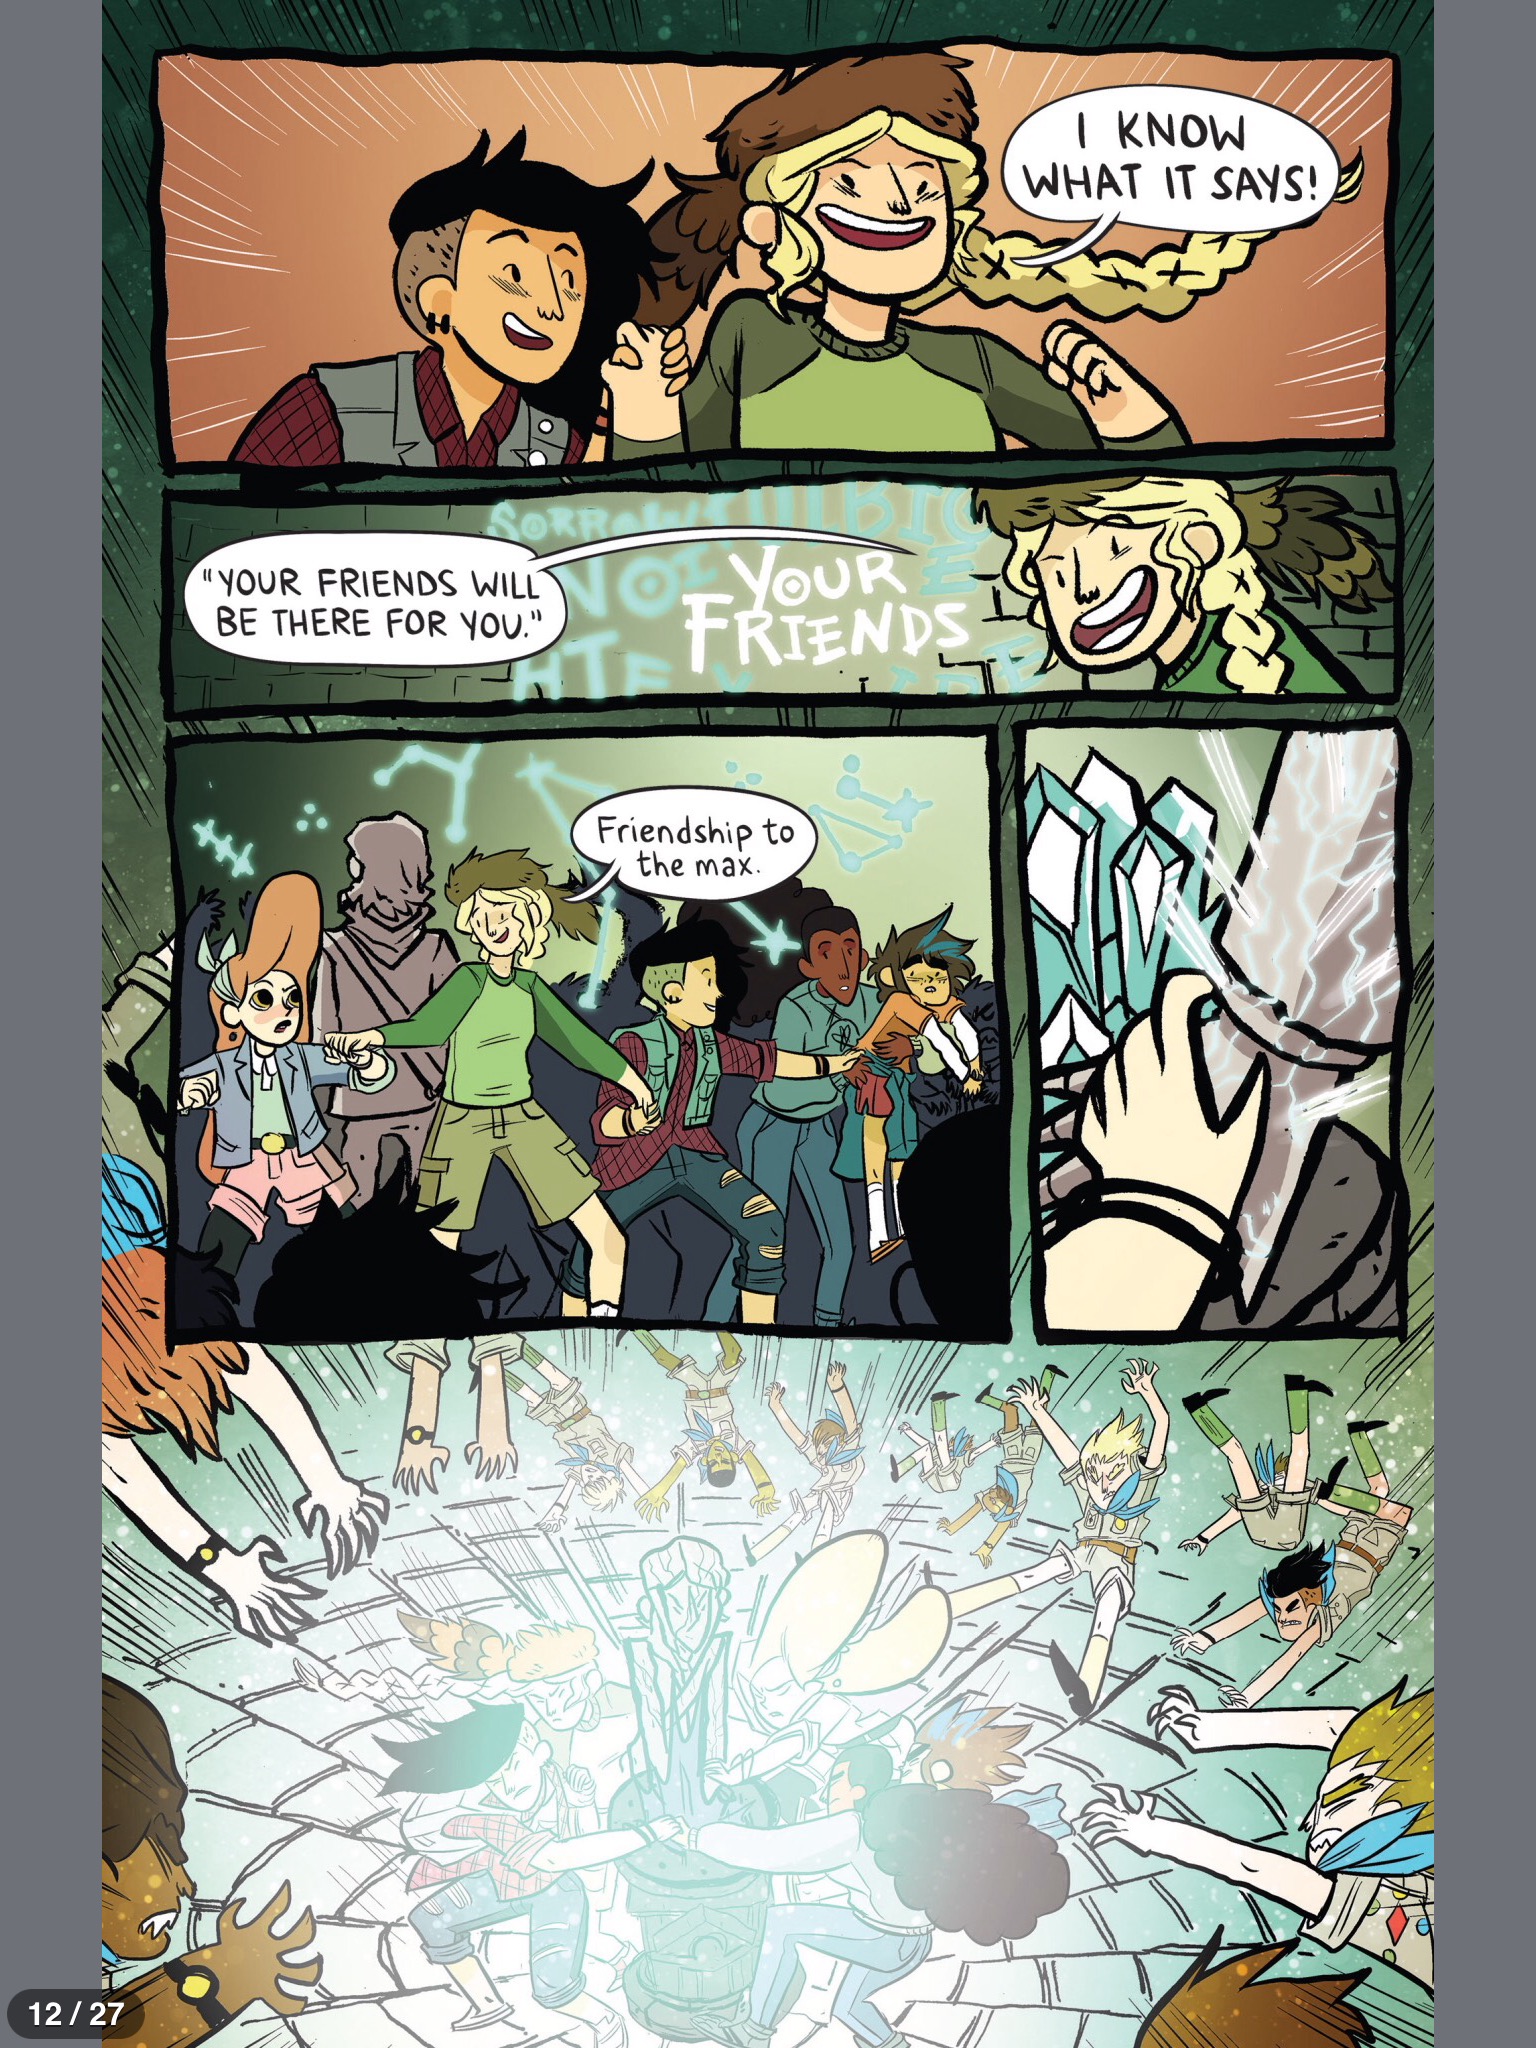 I KNOW
WHAT IT SAYS!
SORROW
YOUR
FRIENDS
"YOUR FRIENDS WILL
BE THERE FOR YOU."
Friendship to
the max.
12 / 27